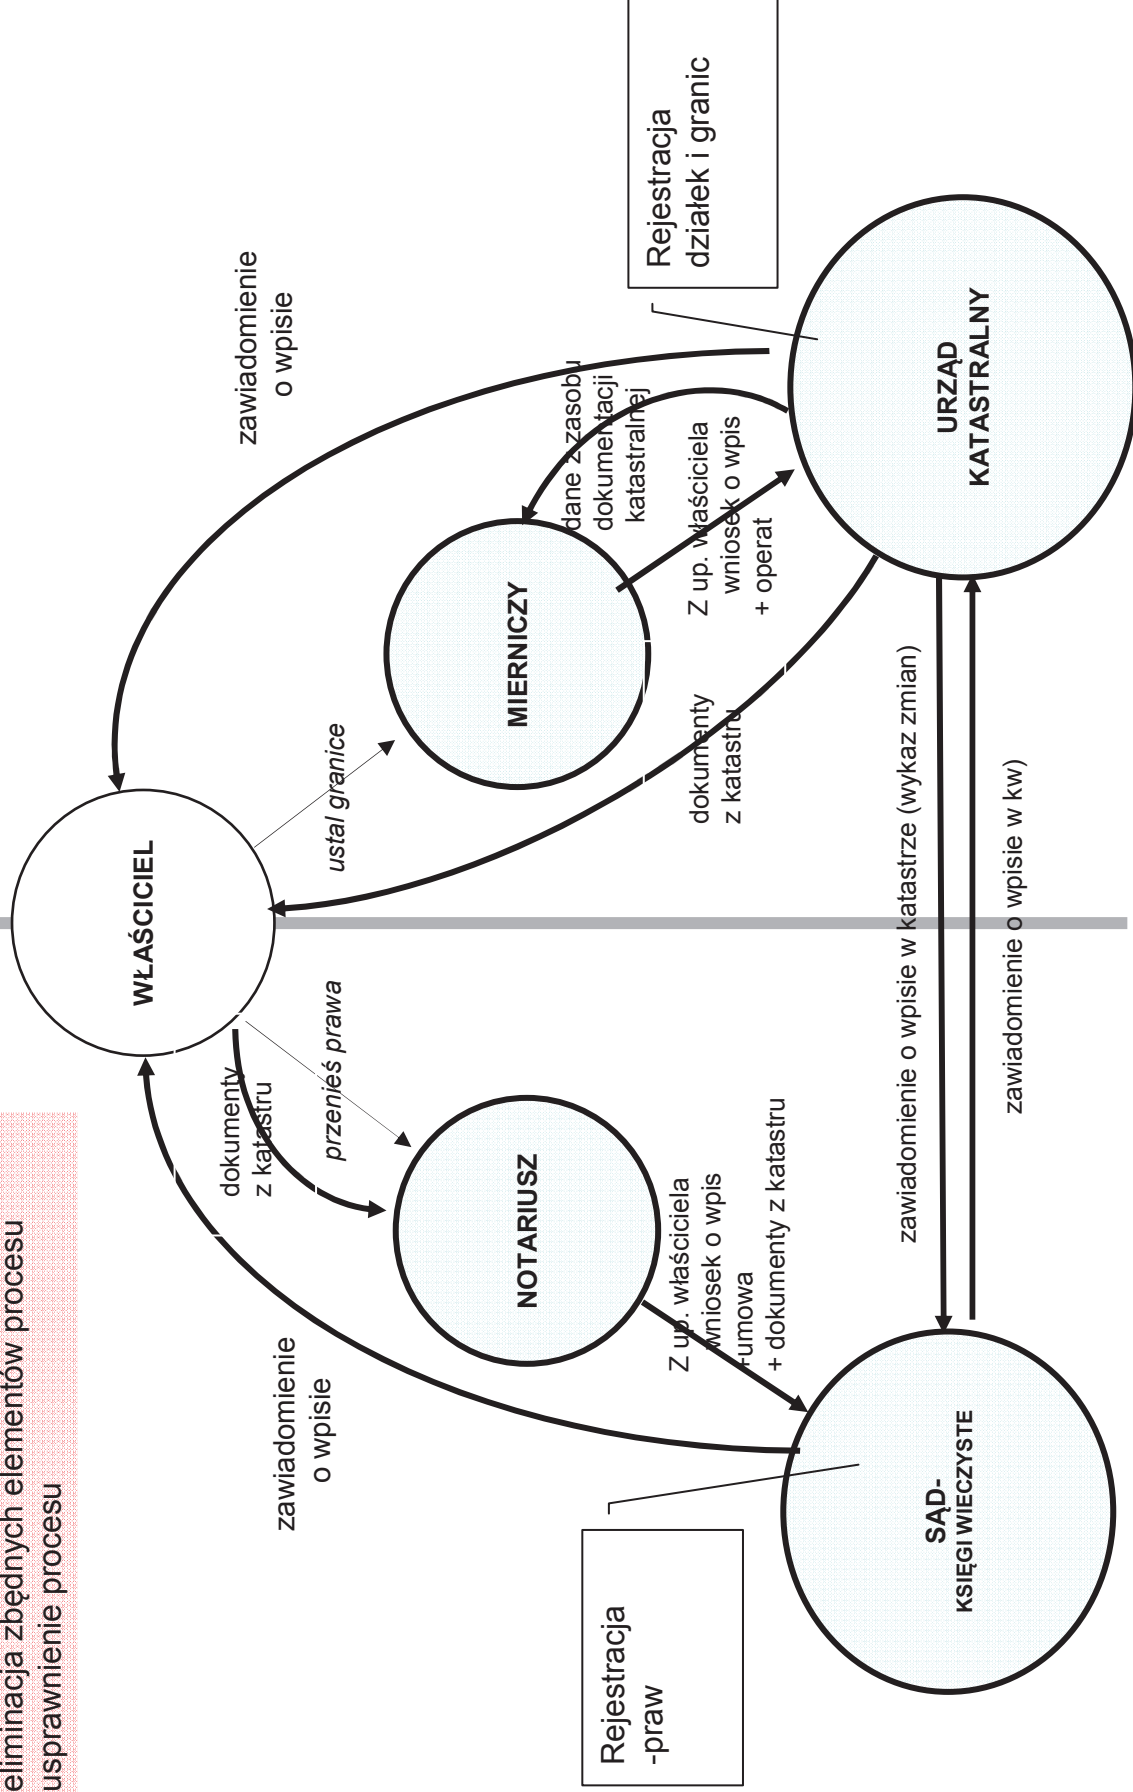 eliminacja zbędnych elementów procesu
usprawnienie procesu
WŁAŚCICIEL
zawiadomienie
o wpisie
dokumenty
z katastru
przenieś prawa
ustal granice
zawiadomienie
o wpisie
NOTARIUSZ
MIERNICZY
dane z zasobu
dokumentacji
katastralnej
Rejestracja
-praw
Z up. właściciela
wniosek o wpis
+umowa
+ dokumenty z katastru
dokumenty
z katastru
Z up. właściciela
wniosek o wpis
+ operat
Rejestracja
działek i granic
SĄD-
KSIĘGI WIECZYSTE
zawiadomienie o wpisie w katastrze (wykaz zmian)
zawiadomienie o wpisie w kw)
URZĄD
KATASTRALNY